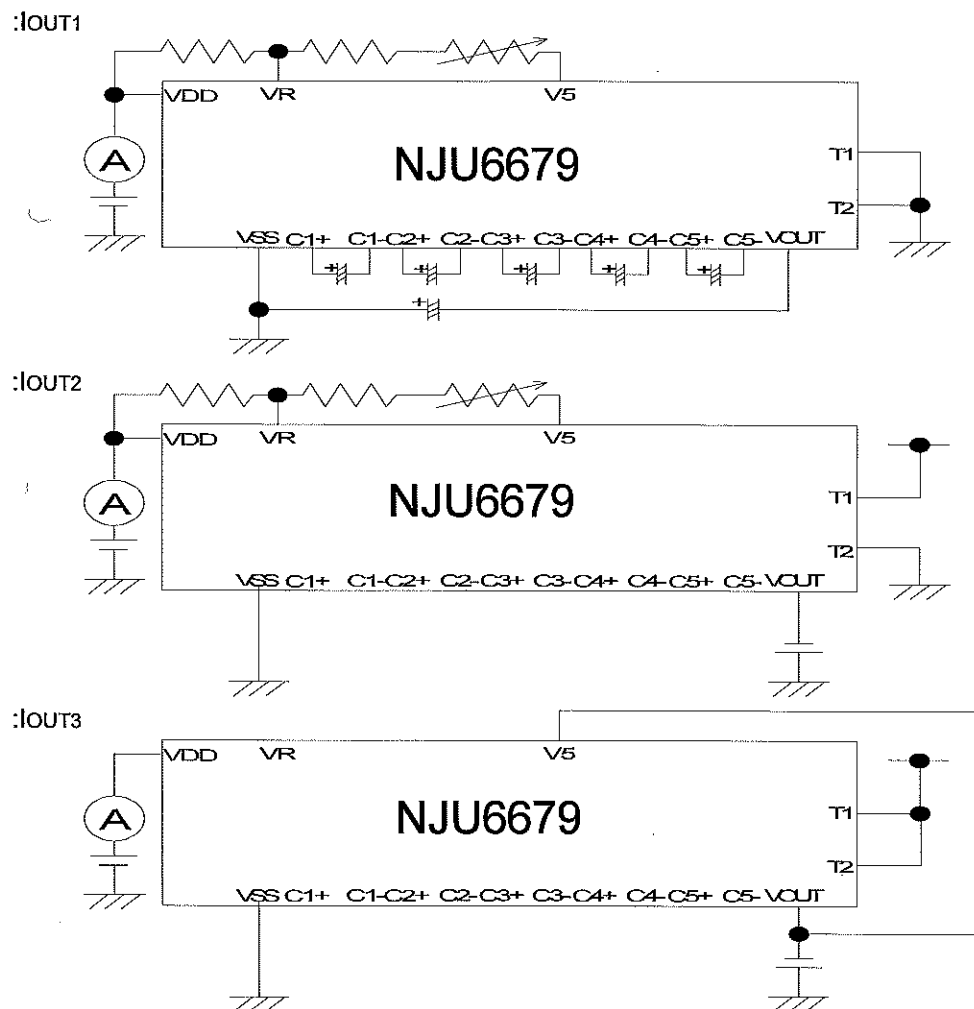 :IOUT1
VDD VR V5
A
NJU6679
T1
T2
VSS C1+ C1-C2+ C2-C3+ C3-C4+ C4-C5+ C5- VOUT
+ + + + +
+
:IOUT2
VDD VR V5
A
NJU6679
T1
T2
VSS C1+ C1-C2+ C2-C3+ C3-C4+ C4-C5+ C5-VOUT
:IOUT3
VDD VR V5
A
NJU6679
T1
T2
VSS C1+ C1-C2+ C2-C3+ C3-C4+ C4-C5+ C5-VOUT